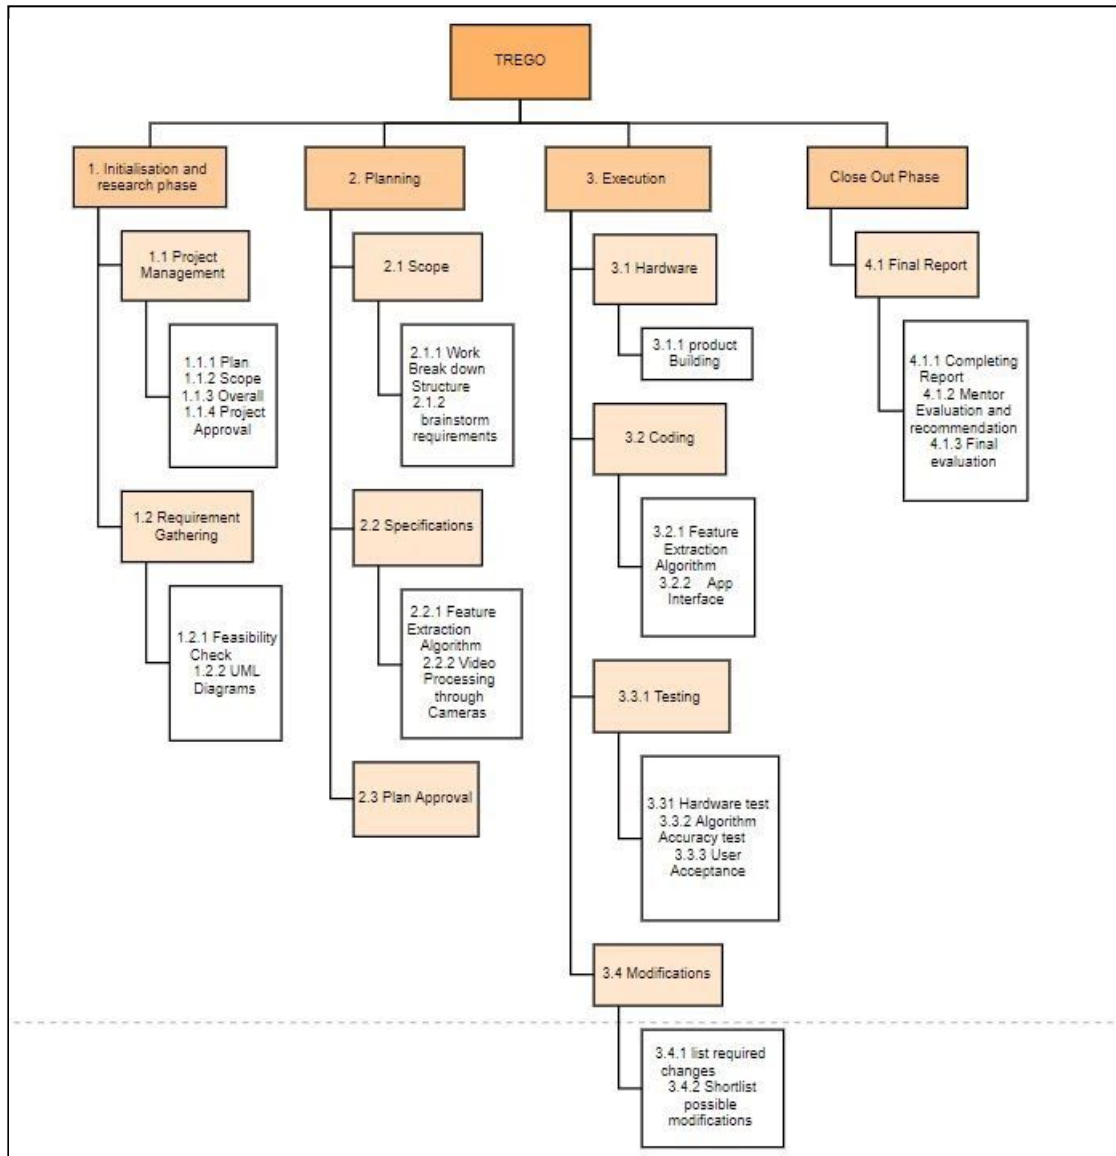 TREGO
1. Initialisation and
research phase
1.1 Project
Management
1.1.1 Plan
1.1.2 Scope
1.1.3 Overall
1.1.4 Project
Approval
1.2 Requirement
Gathering
1.2.1 Feasibility
Check
1.2.2 UML
Diagrams
2. Planning
2.1 Scope
2.1.1 Work
Break down
Structure
2.1.2
brainstorm
requirements
2.2 Specifications
2.2.1 Feature
Extraction
Algorithm
2.2.2 Video
Processing
through
Cameras
2.3 Plan Approval
3. Execution
3.1 Hardware
3.1.1 product
Building
3.2 Coding
3.2.1 Feature
Extraction
Algorithm
3.2.2 App
Interface
3.3.1 Testing
3.31 Hardware test
3.3.2 Algorithm
Accuracy test
3.3.3 User
Acceptance
3.4 Modifications
3.4.1 list required
changes
3.4.2 Shortlist
possible
modifications
Close Out Phase
4.1 Final Report
4.1.1 Completing
Report
4.1.2 Mentor
Evaluation and
recommendation
4.1.3 Final
evaluation